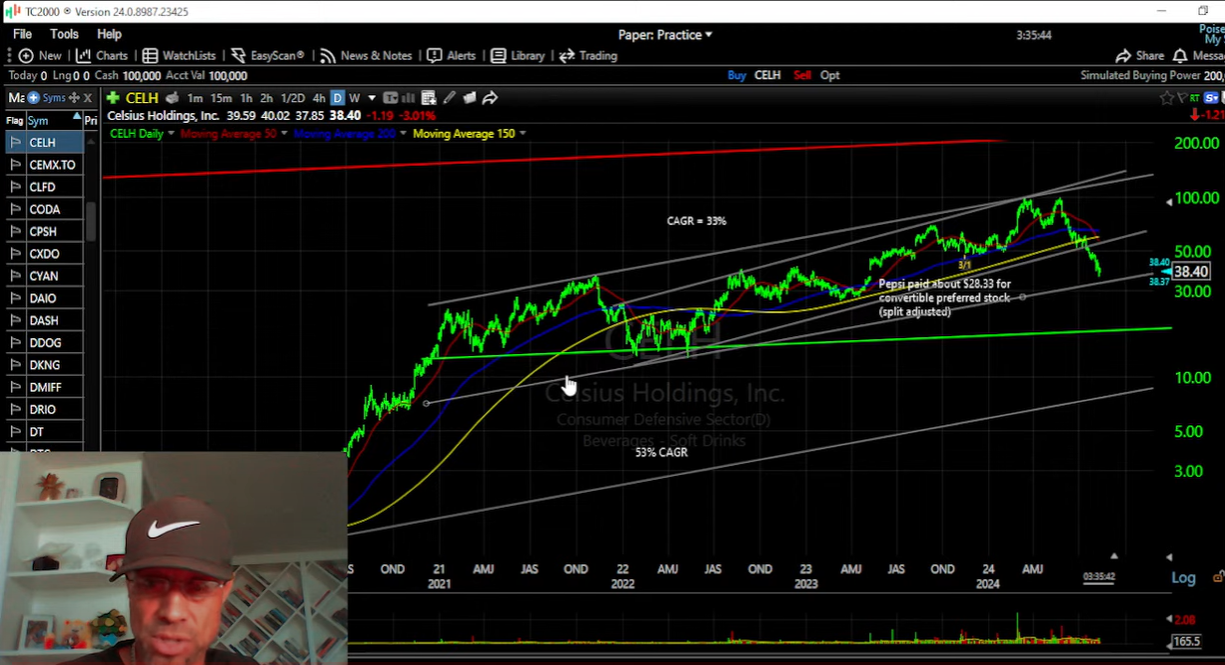 TC2000 ® Version 24.0.8987.23425
File Tools Help
Paper: Practice
3:35:44
New Charts WatchLists EasyScan® News & Notes Alerts Library Trading
Share
Today 0 Lng 0 0 Cash 100,000 Acct Val 100,000
Buy CELH Sell Opt
Simulated Buying Power 200,
Syms
CELH 1m 15m 1h 2h 1/2D 4h D W
RT
Flag Sym Pri
Celsius Holdings, Inc. 39.59 40.02 37.85 38.40 -1.19 -3.01%
-1.21
CELH Daily Moving Average 50 Moving Average 200 Moving Average 150
CELH
CEMX.TO
CLFD
CODA
CPSH
CXDO
CYAN
DAIO
DASH
DDOG
DKNG
DMIFF
DRIO
DT
200.00
100.00
50.00
38.40
38.40
38.37
30.00
10.00
5.00
3.00
CAGR = 33%
3/1
Pepsi paid about $28.33 for
convertible preferred stock
(split adjusted)
CELH
Celsius Holdings, Inc.
Consumer Defensive Sector(D)
Beverages - Soft Drinks
53% CAGR
S OND 21 AMJ JAS OND 22 AMJ JAS OND 23 AMJ JAS OND 24 AMJ
2021 2022 2023 2024
03:35:42
Log
2.08
165.5